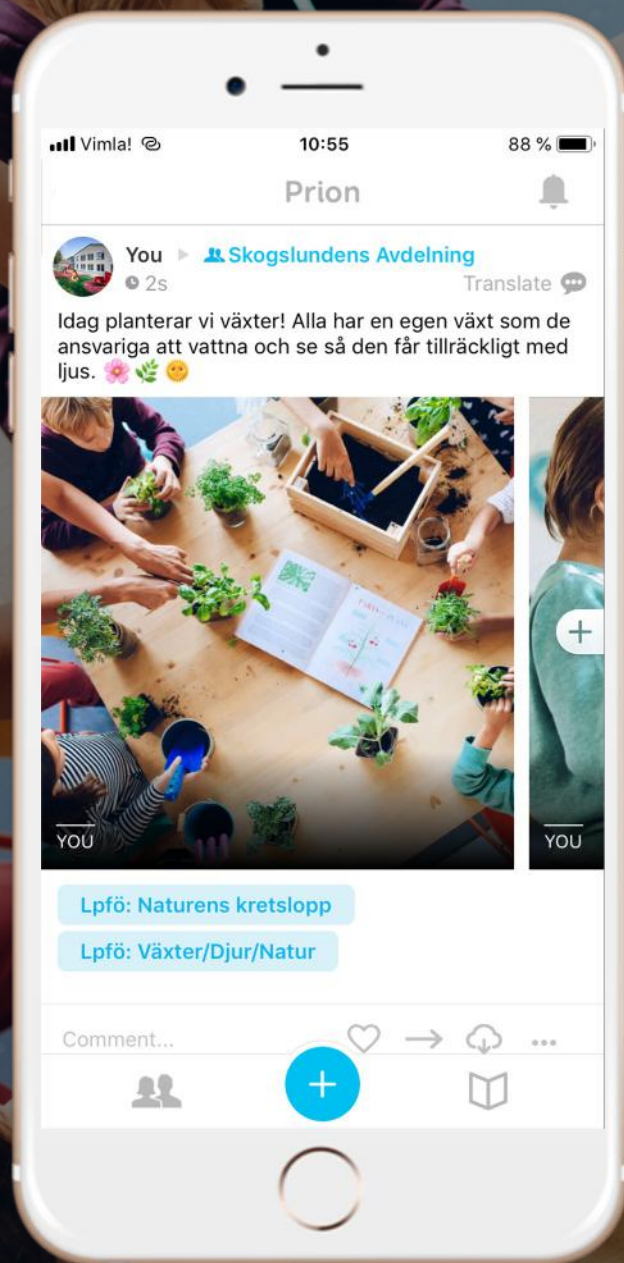 Vimla!
10:55
88 %
Prion
You
Skogslundens Avdelning
2s
Translate
Idag planterar vi växter! Alla har en egen växt som de
ansvariga att vattna och se så den får tillräckligt med
ljus. 🌸🌿🌞
YOU
YOU
Lpfö: Naturens kretslopp
Lpfö: Växter/Djur/Natur
Comment...